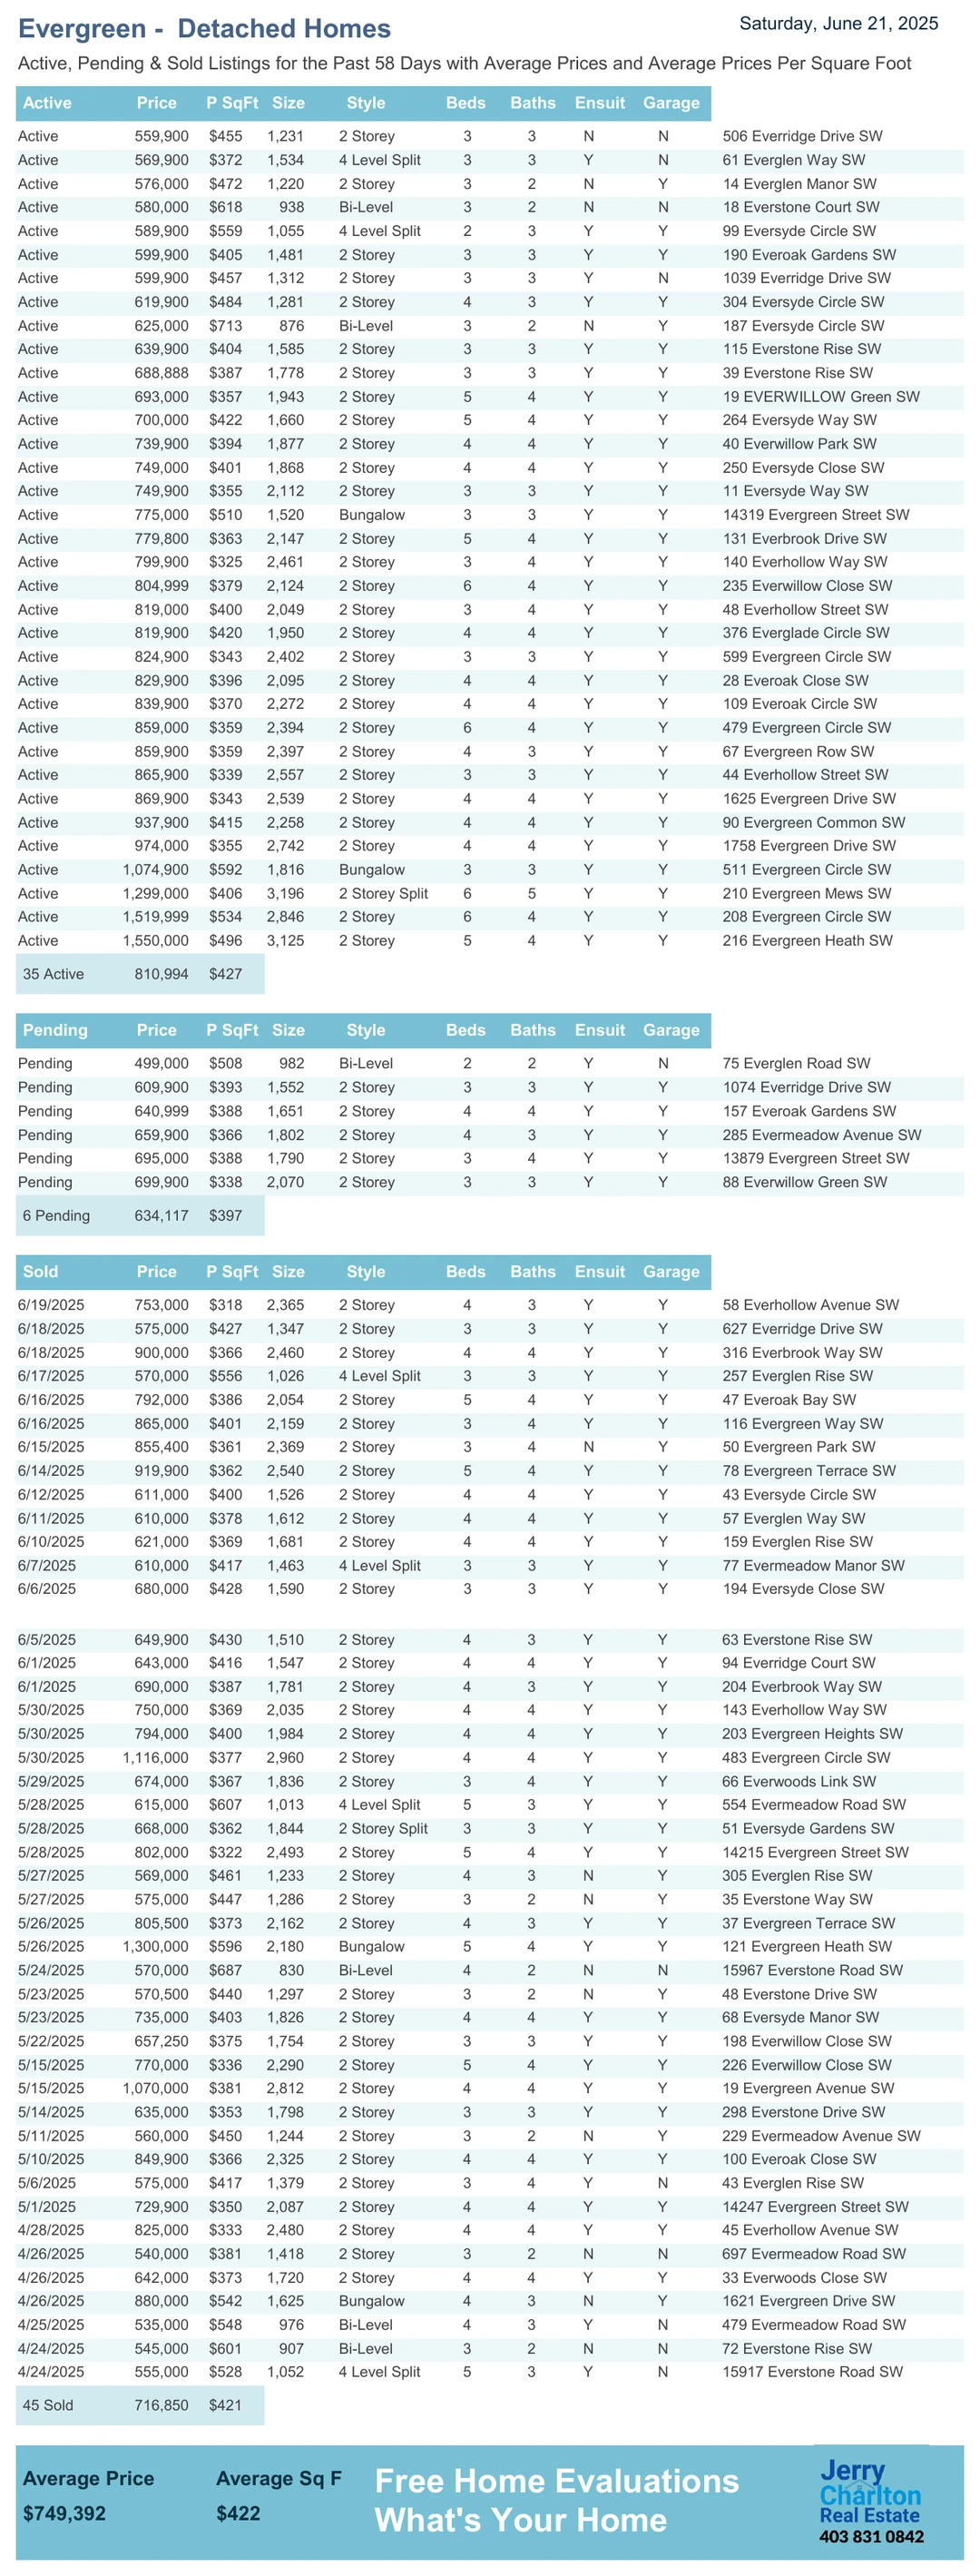 Evergreen - Detached Homes
Saturday, June 21, 2025
Active, Pending & Sold Listings for the Past 58 Days with Average Prices and Average Prices Per Square Foot
Active Price P SqFt Size Style Beds Baths Ensuit Garage
Active 559,900 $455 1,231 2 Storey 3 3 N N 506 Everridge Drive SW
Active 569,900 $372 1,534 4 Level Split 3 3 Y N 61 Everglen Way SW
Active 576,000 $472 1,220 2 Storey 3 2 N Y 14 Everglen Manor SW
Active 580,000 $618 938 Bi-Level 3 2 N N 18 Everstone Court SW
Active 589,900 $559 1,055 4 Level Split 2 3 Y Y 99 Eversyde Circle SW
Active 599,900 $405 1,481 2 Storey 3 3 Y Y 190 Everoak Gardens SW
Active 599,900 $457 1,312 2 Storey 3 3 Y N 1039 Everridge Drive SW
Active 619,900 $484 1,281 2 Storey 4 3 Y Y 304 Eversyde Circle SW
Active 625,000 $713 876 Bi-Level 3 2 N Y 187 Eversyde Circle SW
Active 639,900 $404 1,585 2 Storey 3 3 Y Y 115 Everstone Rise SW
Active 688,888 $387 1,778 2 Storey 3 3 Y Y 39 Everstone Rise SW
Active 693,000 $357 1,943 2 Storey 5 4 Y Y 19 EVERWILLOW Green SW
Active 700,000 $422 1,660 2 Storey 5 4 Y Y 264 Eversyde Way SW
Active 739,900 $394 1,877 2 Storey 4 4 Y Y 40 Everwillow Park SW
Active 749,000 $401 1,868 2 Storey 4 4 Y Y 250 Eversyde Close SW
Active 749,900 $355 2,112 2 Storey 3 3 Y Y 11 Eversyde Way SW
Active 775,000 $510 1,520 Bungalow 3 3 Y Y 14319 Evergreen Street SW
Active 779,800 $363 2,147 2 Storey 5 4 Y Y 131 Everbrook Drive SW
Active 799,900 $325 2,461 2 Storey 3 4 Y Y 140 Everhollow Way SW
Active 804,999 $379 2,124 2 Storey 6 4 Y Y 235 Everwillow Close SW
Active 819,000 $400 2,049 2 Storey 3 4 Y Y 48 Everhollow Street SW
Active 819,900 $420 1,950 2 Storey 4 4 Y Y 376 Everglade Circle SW
Active 824,900 $343 2,402 2 Storey 3 3 Y Y 599 Evergreen Circle SW
Active 829,900 $396 2,095 2 Storey 4 4 Y Y 28 Everoak Close SW
Active 839,900 $370 2,272 2 Storey 4 4 Y Y 109 Everoak Circle SW
Active 859,000 $359 2,394 2 Storey 6 4 Y Y 479 Evergreen Circle SW
Active 859,900 $359 2,397 2 Storey 4 3 Y Y 67 Evergreen Row SW
Active 865,900 $339 2,557 2 Storey 3 3 Y Y 44 Everhollow Street SW
Active 869,900 $343 2,539 2 Storey 4 4 Y Y 1625 Evergreen Drive SW
Active 937,900 $415 2,258 2 Storey 4 4 Y Y 90 Evergreen Common SW
Active 974,000 $355 2,742 2 Storey 4 4 Y Y 1758 Evergreen Drive SW
Active 1,074,900 $592 1,816 Bungalow 3 3 Y Y 511 Evergreen Circle SW
Active 1,299,000 $406 3,196 2 Storey Split 6 5 Y Y 210 Evergreen Mews SW
Active 1,519,999 $534 2,846 2 Storey 6 4 Y Y 208 Evergreen Circle SW
Active 1,550,000 $496 3,125 2 Storey 5 4 Y Y 216 Evergreen Heath SW
35 Active 810,994 $427
Pending Price P SqFt Size Style Beds Baths Ensuit Garage
Pending 499,000 $508 982 Bi-Level 2 2 Y N 75 Everglen Road SW
Pending 609,900 $393 1,552 2 Storey 3 3 Y Y 1074 Everridge Drive SW
Pending 640,999 $388 1,651 2 Storey 4 4 Y Y 157 Everoak Gardens SW
Pending 659,900 $366 1,802 2 Storey 4 3 Y Y 285 Evermeadow Avenue SW
Pending 695,000 $388 1,790 2 Storey 3 4 Y Y 13879 Evergreen Street SW
Pending 699,900 $338 2,070 2 Storey 3 3 Y Y 88 Everwillow Green SW
6 Pending 634,117 $397
Sold Price P SqFt Size Style Beds Baths Ensuit Garage
6/19/2025 753,000 $318 2,365 2 Storey 4 3 Y Y 58 Everhollow Avenue SW
6/18/2025 575,000 $427 1,347 2 Storey 3 3 Y Y 627 Everridge Drive SW
6/18/2025 900,000 $366 2,460 2 Storey 4 4 Y Y 316 Everbrook Way SW
6/17/2025 570,000 $556 1,026 4 Level Split 3 3 Y Y 257 Everglen Rise SW
6/16/2025 792,000 $386 2,054 2 Storey 5 4 Y Y 47 Everoak Bay SW
6/16/2025 865,000 $401 2,159 2 Storey 3 4 Y Y 116 Evergreen Way SW
6/15/2025 855,400 $361 2,369 2 Storey 3 4 N Y 50 Evergreen Park SW
6/14/2025 919,900 $362 2,540 2 Storey 5 4 Y Y 78 Evergreen Terrace SW
6/12/2025 611,000 $400 1,526 2 Storey 4 4 Y Y 43 Eversyde Circle SW
6/11/2025 610,000 $378 1,612 2 Storey 4 4 Y Y 57 Everglen Way SW
6/10/2025 621,000 $369 1,681 2 Storey 4 4 Y Y 159 Everglen Rise SW
6/7/2025 610,000 $417 1,463 4 Level Split 3 3 Y Y 77 Evermeadow Manor SW
6/6/2025 680,000 $428 1,590 2 Storey 3 3 Y Y 194 Eversyde Close SW
6/5/2025 649,900 $430 1,510 2 Storey 4 3 Y Y 63 Everstone Rise SW
6/1/2025 643,000 $416 1,547 2 Storey 4 4 Y Y 94 Everridge Court SW
6/1/2025 690,000 $387 1,781 2 Storey 4 3 Y Y 204 Everbrook Way SW
5/30/2025 750,000 $369 2,035 2 Storey 4 4 Y Y 143 Everhollow Way SW
5/30/2025 794,000 $400 1,984 2 Storey 4 4 Y Y 203 Evergreen Heights SW
5/30/2025 1,116,000 $377 2,960 2 Storey 4 4 Y Y 483 Evergreen Circle SW
5/29/2025 674,000 $367 1,836 2 Storey 3 4 Y Y 66 Everwoods Link SW
5/28/2025 615,000 $607 1,013 4 Level Split 5 3 Y Y 554 Evermeadow Road SW
5/28/2025 668,000 $362 1,844 2 Storey Split 3 3 Y Y 51 Eversyde Gardens SW
5/28/2025 802,000 $322 2,493 2 Storey 5 4 Y Y 14215 Evergreen Street SW
5/27/2025 569,000 $461 1,233 2 Storey 4 3 N Y 305 Everglen Rise SW
5/27/2025 575,000 $447 1,286 2 Storey 3 2 N Y 35 Everstone Way SW
5/26/2025 805,500 $373 2,162 2 Storey 4 3 Y Y 37 Evergreen Terrace SW
5/26/2025 1,300,000 $596 2,180 Bungalow 5 4 Y Y 121 Evergreen Heath SW
5/24/2025 570,000 $687 830 Bi-Level 4 2 N N 15967 Everstone Road SW
5/23/2025 570,500 $440 1,297 2 Storey 3 2 N Y 48 Everstone Drive SW
5/23/2025 735,000 $403 1,826 2 Storey 4 4 Y Y 68 Eversyde Manor SW
5/22/2025 657,250 $375 1,754 2 Storey 3 3 Y Y 198 Everwillow Close SW
5/15/2025 770,000 $336 2,290 2 Storey 5 4 Y Y 226 Everwillow Close SW
5/15/2025 1,070,000 $381 2,812 2 Storey 4 4 Y Y 19 Evergreen Avenue SW
5/14/2025 635,000 $353 1,798 2 Storey 3 3 Y Y 298 Everstone Drive SW
5/11/2025 560,000 $450 1,244 2 Storey 3 2 N Y 229 Evermeadow Avenue SW
5/10/2025 849,900 $366 2,325 2 Storey 4 4 Y Y 100 Everoak Close SW
5/6/2025 575,000 $417 1,379 2 Storey 3 4 Y N 43 Everglen Rise SW
5/1/2025 729,900 $350 2,087 2 Storey 4 4 Y Y 14247 Evergreen Street SW
4/28/2025 825,000 $333 2,480 2 Storey 4 4 Y Y 45 Everhollow Avenue SW
4/26/2025 540,000 $381 1,418 2 Storey 3 2 N N 697 Evermeadow Road SW
4/26/2025 642,000 $373 1,720 2 Storey 4 4 Y Y 33 Everwoods Close SW
4/26/2025 880,000 $542 1,625 Bungalow 4 3 N Y 1621 Evergreen Drive SW
4/25/2025 535,000 $548 976 Bi-Level 4 3 Y N 479 Evermeadow Road SW
4/24/2025 545,000 $601 907 Bi-Level 3 2 N N 72 Everstone Rise SW
4/24/2025 555,000 $528 1,052 4 Level Split 5 3 Y N 15917 Everstone Road SW
45 Sold 716,850 $421
Average Price Average Sq F
$749,392 $422
Free Home Evaluations
What's Your Home
Jerry
Charlton
Real Estate
403 831 0842